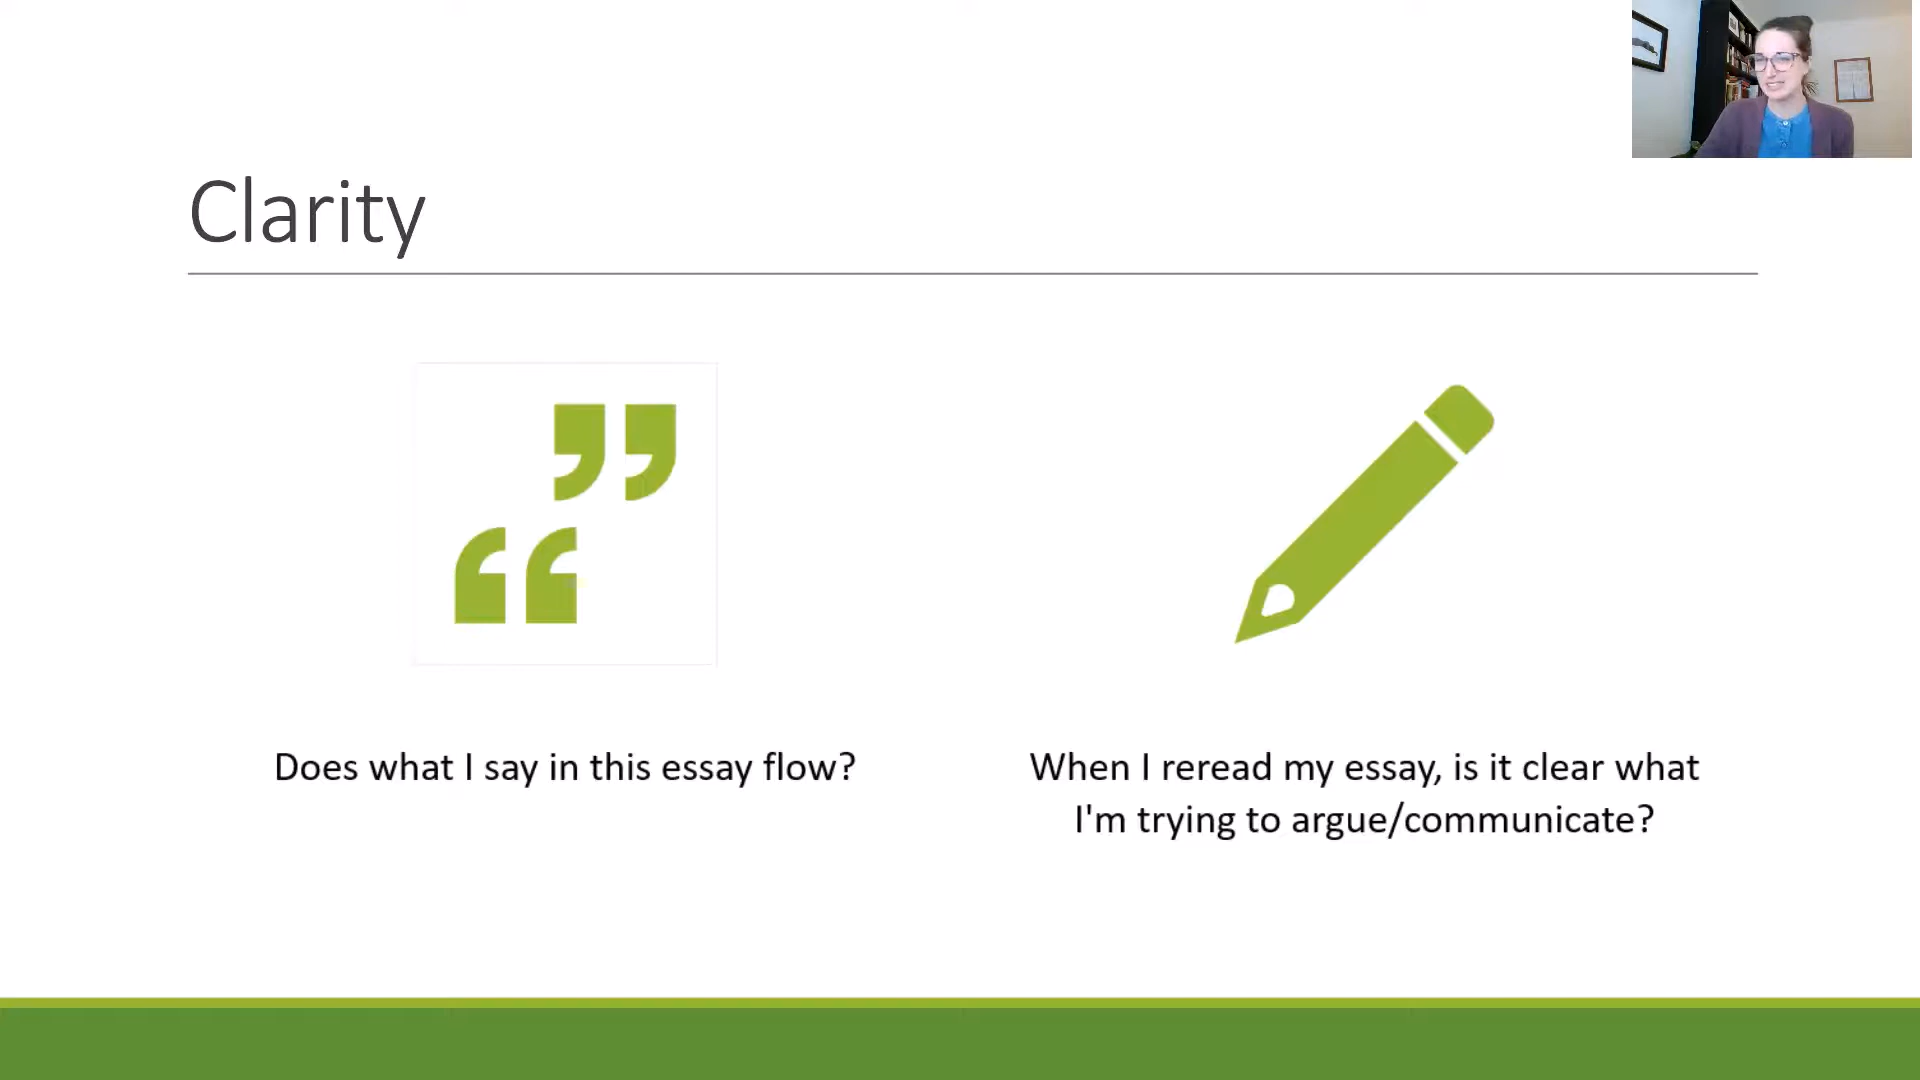 Clarity
Does what I say in this essay flow?
When I reread my essay, is it clear what
I'm trying to argue/communicate?